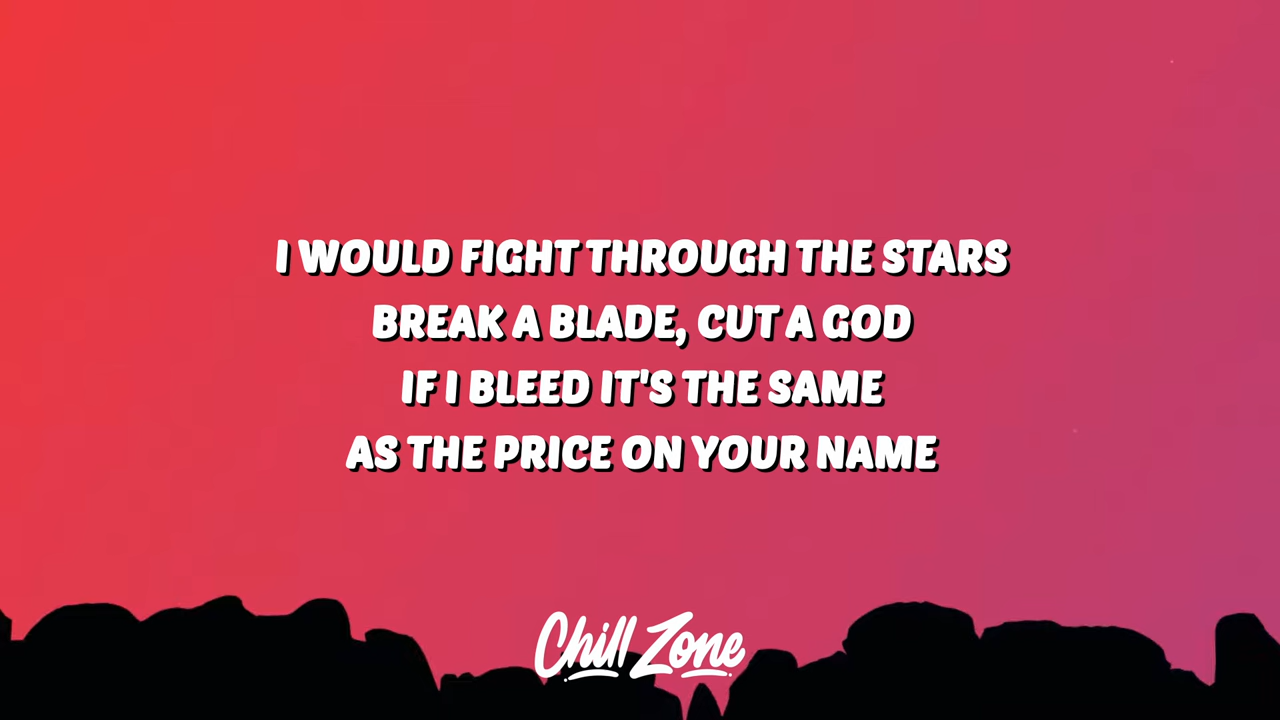 I WOULD FIGHT THROUGH THE STARS
BREAK A BLADE, CUT A GOD
IF I BLEED IT'S THE SAME
AS THE PRICE ON YOUR NAME
Chill Zone